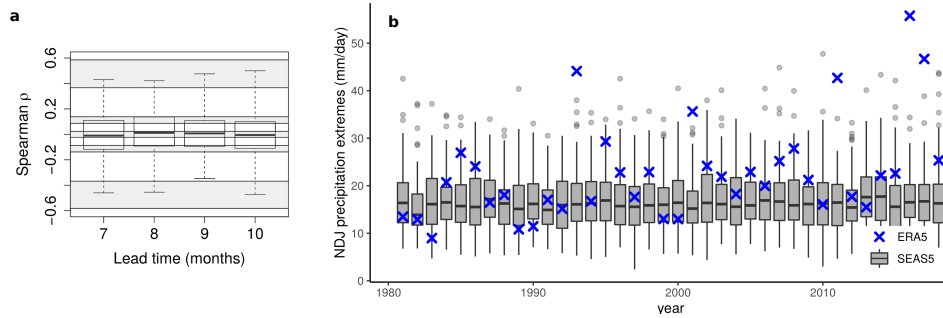 a
Spearman ρ
0.6
0.2
−0.2
−0.6
7 8 9 10
Lead time (months)
b
NDJ precipitation extremes (mm/day)
50
40
30
20
10
0
1980 1990 2000 2010
year
ERA5
SEAS5